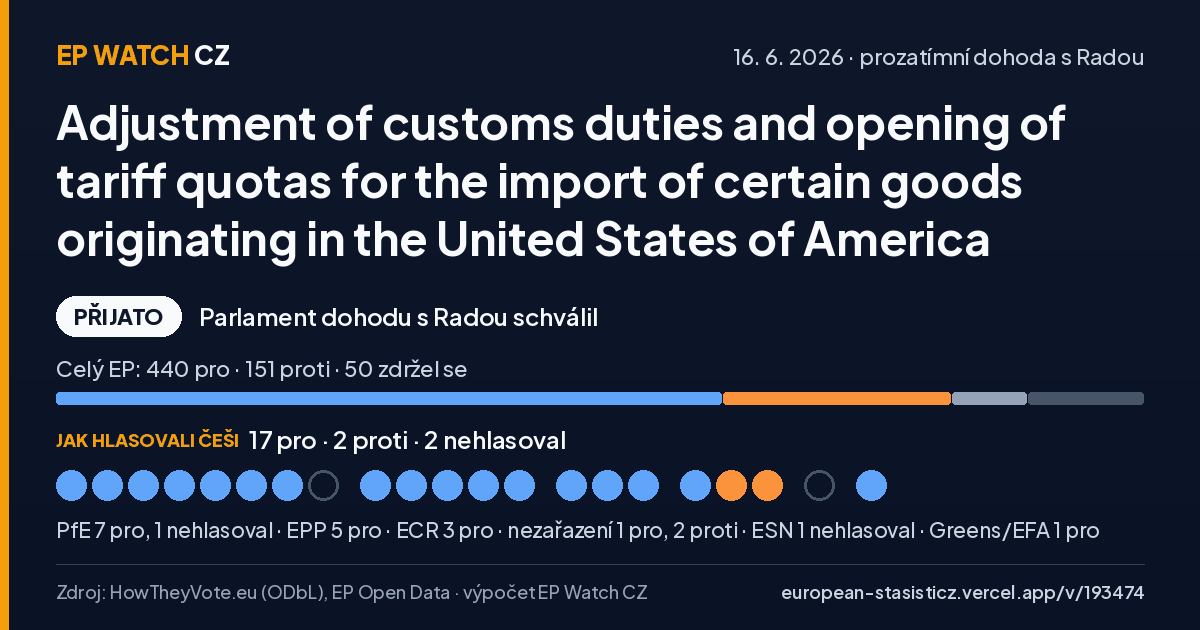 EP WATCH CZ
16. 6. 2026 · prozatímní dohoda s Radou
Adjustment of customs duties and opening of
tariff quotas for the import of certain goods
originating in the United States of America
PŘIJATO Parlament dohodu s Radou schválil
Celý EP: 440 pro · 151 proti · 50 zdržel se
JAK HLASOVALI ČEŠI 17 pro · 2 proti · 2 nehlasoval
PfE 7 pro, 1 nehlasoval · EPP 5 pro · ECR 3 pro · nezařazení 1 pro, 2 proti · ESN 1 nehlasoval · Greens/EFA 1 pro
Zdroj: HowTheyVote.eu (ODbL), EP Open Data · výpočet EP Watch CZ
european-stasisticz.vercel.app/v/193474